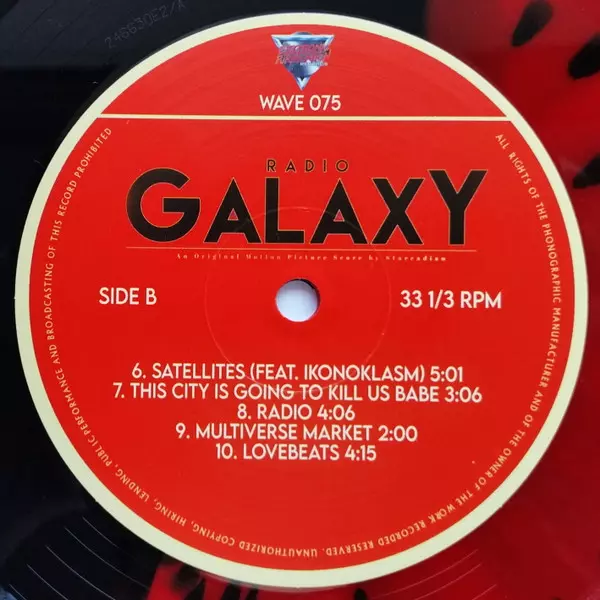 246630E2/A
WAVE 075
RADIO
GALAXY
An Original Motion Picture Score by Starradian
SIDE B
33 1/3 RPM
6. SATELLITES (FEAT. IKONOKLASM) 5:01
7. THIS CITY IS GOING TO KILL US BABE 3:06
8. RADIO 4:06
9. MULTIVERSE MARKET 2:00
10. LOVEBEATS 4:15
ALL RIGHTS OF THE PHONOGRAPHIC MANUFACTURER AND OF THE OWNER OF THE WORK RECORDED RESERVED. UNAUTHORIZED COPYING, HIRING, LENDING, PUBLIC PERFORMANCE AND BROADCASTING OF THIS RECORD PROHIBITED